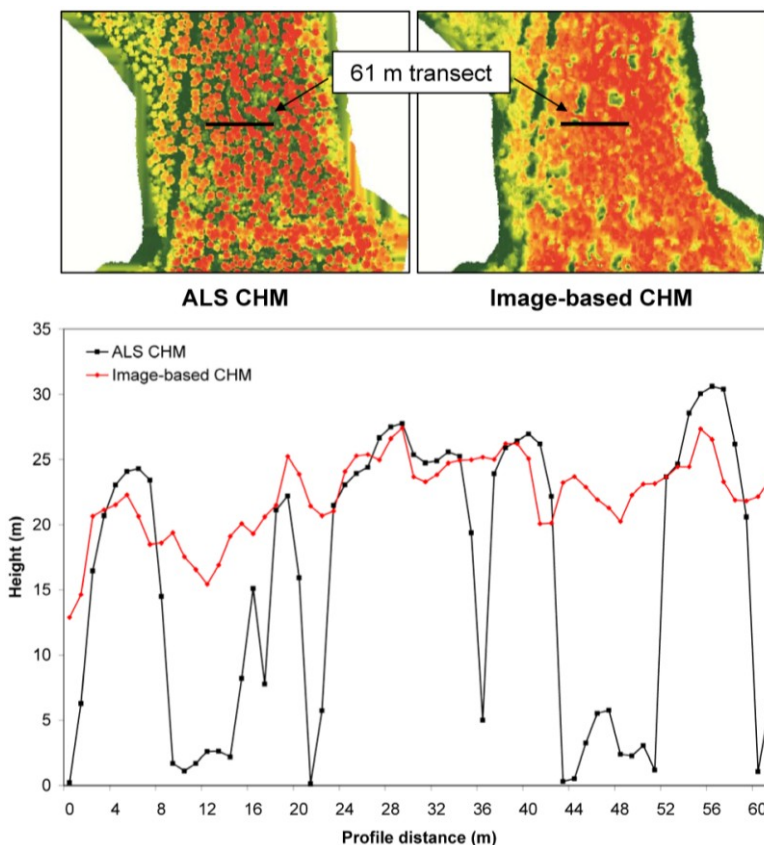 61 m transect
ALS CHM
Image-based CHM
35
30
25
20
15
10
5
0
Height (m)
ALS CHM
Image-based CHM
0 4 8 12 16 20 24 28 32 36 40 44 48 52 56 60
Profile distance (m)